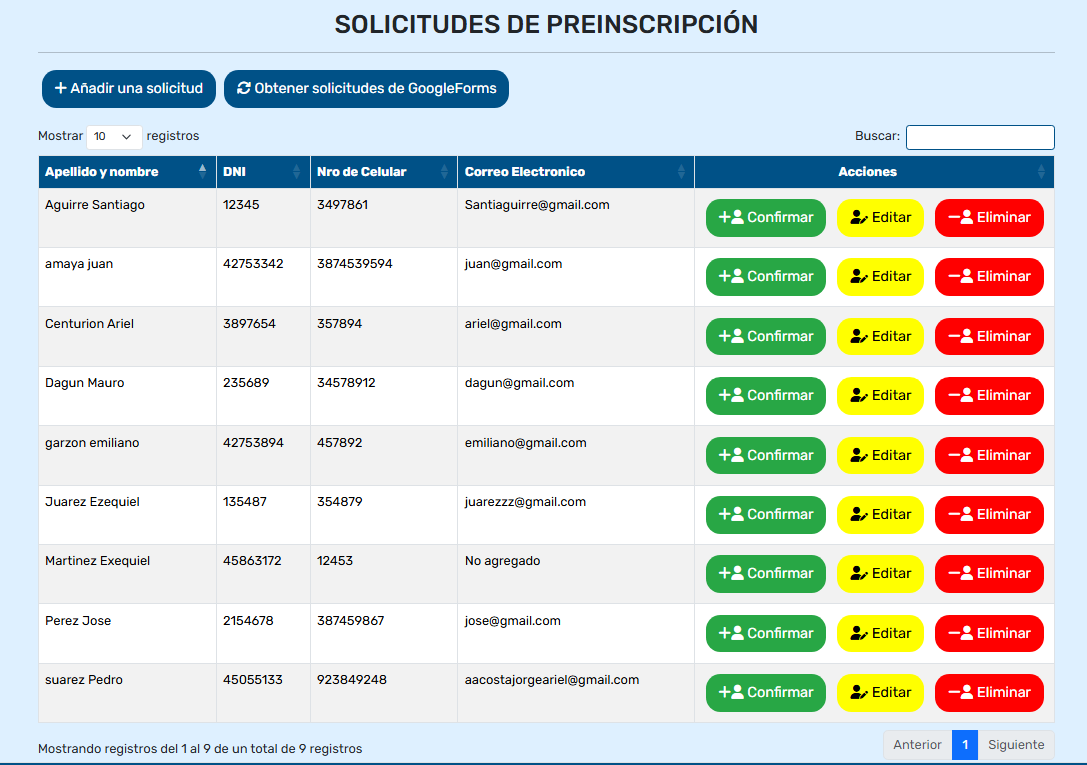 SOLICITUDES DE PREINSCRIPCIÓN
Añadir una solicitud Obtener solicitudes de GoogleForms
Mostrar 10 registros Buscar:
Apellido y nombre DNI Nro de Celular Correo Electronico Acciones
Aguirre Santiago 12345 3497861 Santiaguirre@gmail.com Confirmar Editar Eliminar
amaya juan 42753342 3874539594 juan@gmail.com Confirmar Editar Eliminar
Centurion Ariel 3897654 357894 ariel@gmail.com Confirmar Editar Eliminar
Dagun Mauro 235689 34578912 dagun@gmail.com Confirmar Editar Eliminar
garzon emiliano 42753894 457892 emiliano@gmail.com Confirmar Editar Eliminar
Juarez Ezequiel 135487 354879 juarezzz@gmail.com Confirmar Editar Eliminar
Martinez Exequiel 45863172 12453 No agregado Confirmar Editar Eliminar
Perez Jose 2154678 387459867 jose@gmail.com Confirmar Editar Eliminar
suarez Pedro 45055133 923849248 aacostajorgeariel@gmail.com Confirmar Editar Eliminar
Mostrando registros del 1 al 9 de un total de 9 registros Anterior 1 Siguiente